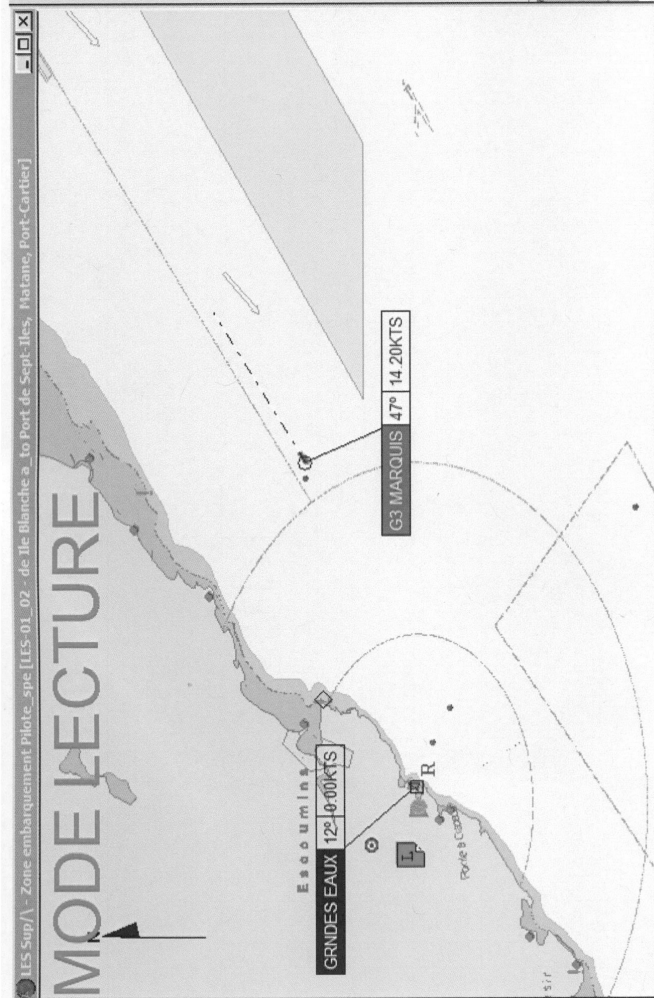 LES Sup/\ - Zone embarquement Pilote_spe [LES-01_02 - de Ile Blanche a_to Port de Sept-Iles, Matane, Port-Cartier]
MODE LECTURE
N
Escoumins
GRNDES EAUX 12° 0.00KTS
G3 MARQUIS 47° 14.20KTS
R
L